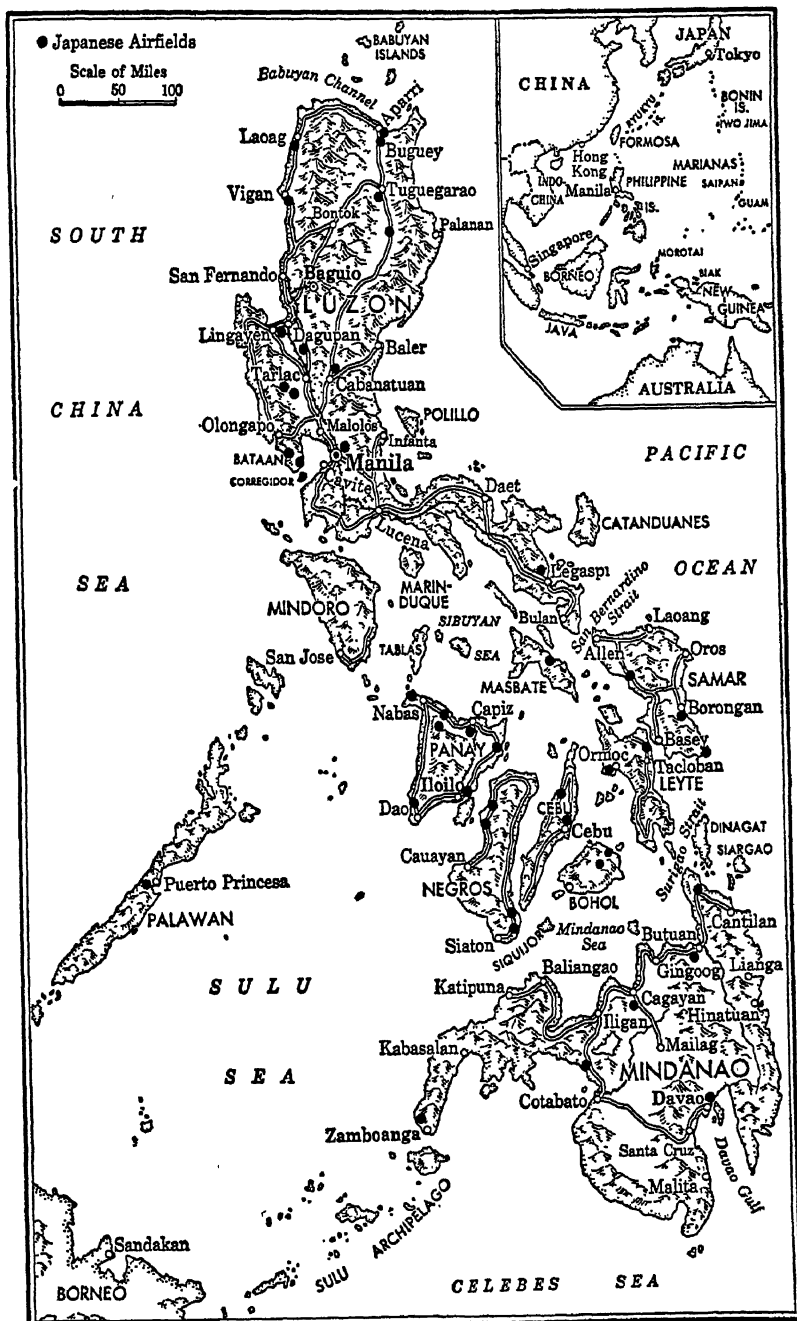 Japanese Airfields
Scale of Miles
0 50 100
BABUYAN
ISLANDS
Babuyan Channel
Aparri
Laoag
Buguey
Vigan
Tuguegarao
Bontok
Palanan
SOUTH
San Fernando
Baguio
LUZON
Lingayen
Dagupan
Baler
Tarlac
Cabanatuan
CHINA
POLILLO
Olongapo
Malolos
Infanta
BATAAN
Manila
CORREGIDOR
Cavite
PACIFIC
Daet
Lucena
CATANDUANES
Legaspi
OCEAN
SEA
MARIN-
DUQUE
MINDORO
Bulan
San Bernardino
Strait
Laoang
SIBUYAN
SEA
TABLAS
Allen
Oros
San Jose
MASBATE
SAMAR
Nabas
Capiz
Borongan
PANAY
Basey
Ormoc
Tacloban
LEYTE
Iloilo
Dao
CEBU
Cebu
DINAGAT
SIARGAO
Surigao Strait
Cauayan
NEGROS
BOHOL
Puerto Princesa
PALAWAN
Cantilan
Siaton
SIQUIJOR
Mindanao
Sea
Butuan
Gingoog
Lianga
SULU
Baliangao
Katipuna
Cagayan
Hinatuan
Iligan
Mailag
Kabasalan
MINDANAO
SEA
Cotabato
Davao
Zamboanga
Santa Cruz
Davao Gulf
Malita
SULU ARCHIPELAGO
Sandakan
BORNEO
CELEBES SEA
JAPAN
Tokyo
CHINA
BONIN
IS.
RYUKYU
IS.
IWO JIMA
FORMOSA
Hong
Kong
MARIANAS
INDO
CHINA
Manila
PHILIPPINE
IS.
SAIPAN
GUAM
Singapore
MOROTAI
BORNEO
BIAK
NEW
GUINEA
JAVA
AUSTRALIA